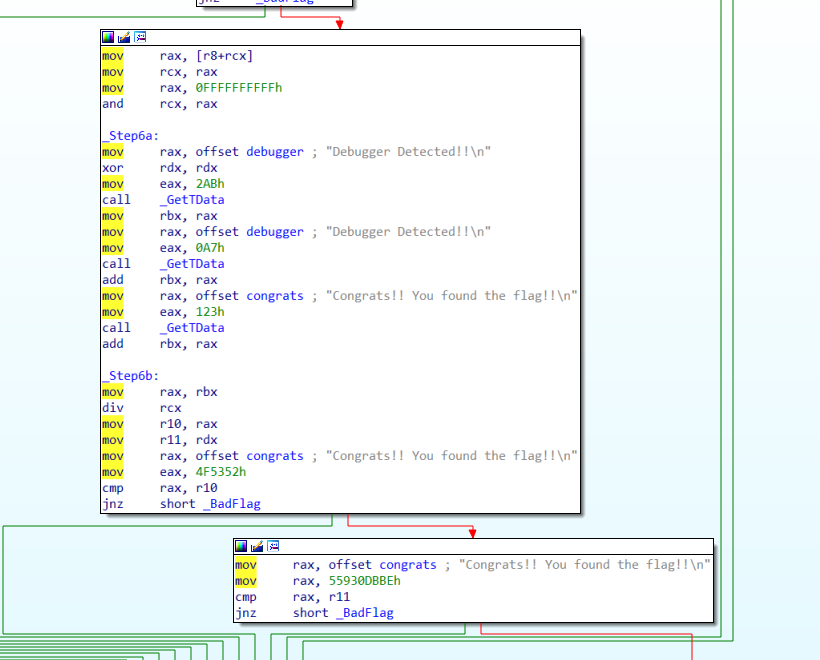 jnz     short _BadFlag
mov     rax, [r8+rcx]
mov     rcx, rax
mov     rax, 0FFFFFFFFFFh
and     rcx, rax
_Step6a:
mov     rax, offset debugger ; "Debugger Detected!!\n"
xor     rdx, rdx
mov     eax, 2ABh
call    _GetTData
mov     rbx, rax
mov     rax, offset debugger ; "Debugger Detected!!\n"
mov     eax, 0A7h
call    _GetTData
add     rbx, rax
mov     rax, offset congrats ; "Congrats!! You found the flag!!\n"
mov     eax, 123h
call    _GetTData
add     rbx, rax
_Step6b:
mov     rax, rbx
div     rcx
mov     r10, rax
mov     r11, rdx
mov     rax, offset congrats ; "Congrats!! You found the flag!!\n"
mov     eax, 4F5352h
cmp     rax, r10
jnz     short _BadFlag
mov     rax, offset congrats ; "Congrats!! You found the flag!!\n"
mov     rax, 55930DBBEh
cmp     rax, r11
jnz     short _BadFlag